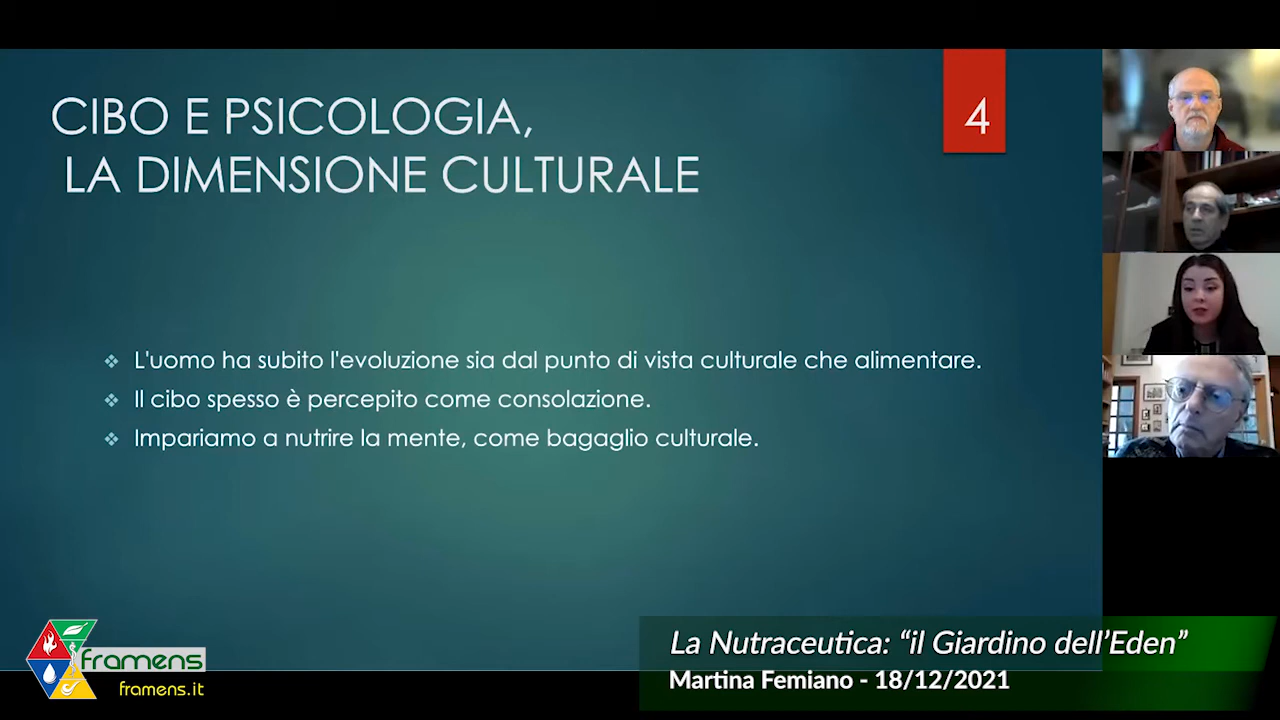 CIBO E PSICOLOGIA,
LA DIMENSIONE CULTURALE
4
L'uomo ha subito l'evoluzione sia dal punto di vista culturale che alimentare.
Il cibo spesso è percepito come consolazione.
Impariamo a nutrire la mente, come bagaglio culturale.
framens
framens.it
La Nutraceutica: “il Giardino dell’Eden”
Martina Femiano - 18/12/2021